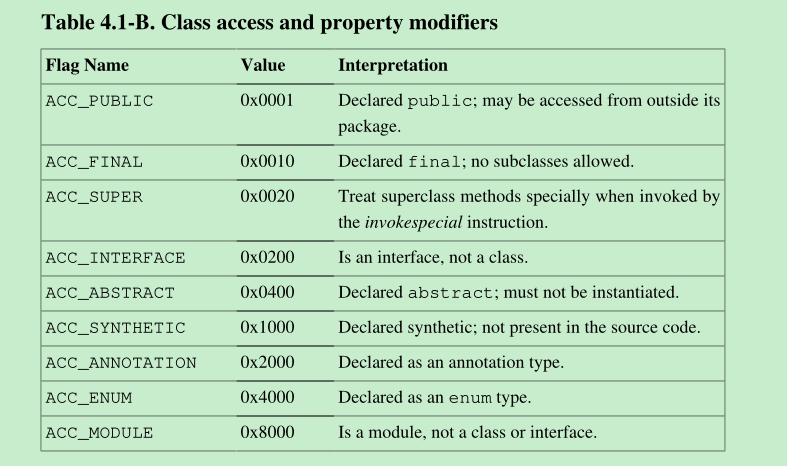 Table 4.1-B. Class access and property modifiers
Flag Name Value Interpretation
ACC_PUBLIC 0x0001 Declared public; may be accessed from outside its
package.
ACC_FINAL 0x0010 Declared final; no subclasses allowed.
ACC_SUPER 0x0020 Treat superclass methods specially when invoked by
the invokespecial instruction.
ACC_INTERFACE 0x0200 Is an interface, not a class.
ACC_ABSTRACT 0x0400 Declared abstract; must not be instantiated.
ACC_SYNTHETIC 0x1000 Declared synthetic; not present in the source code.
ACC_ANNOTATION 0x2000 Declared as an annotation type.
ACC_ENUM 0x4000 Declared as an enum type.
ACC_MODULE 0x8000 Is a module, not a class or interface.